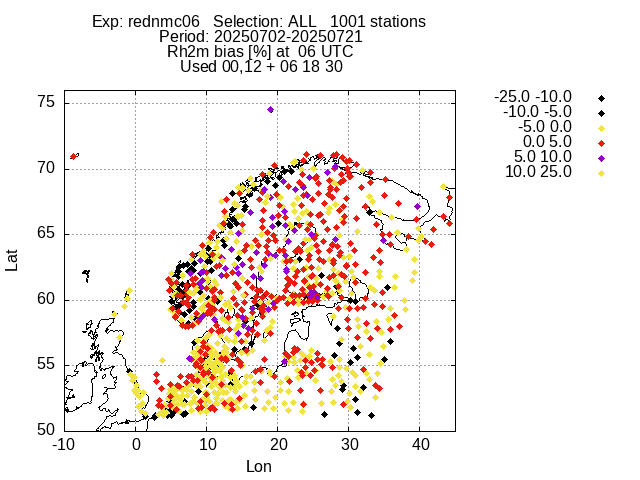 Exp: rednmc06 Selection: ALL 1001 stations
Period: 20250702-20250721
Rh2m bias [%] at 06 UTC
Used 00,12 + 06 18 30
-25.0 -10.0
-10.0 -5.0
-5.0 0.0
0.0 5.0
5.0 10.0
10.0 25.0
75
70
65
60
55
50
Lat
-10 0 10 20 30 40
Lon